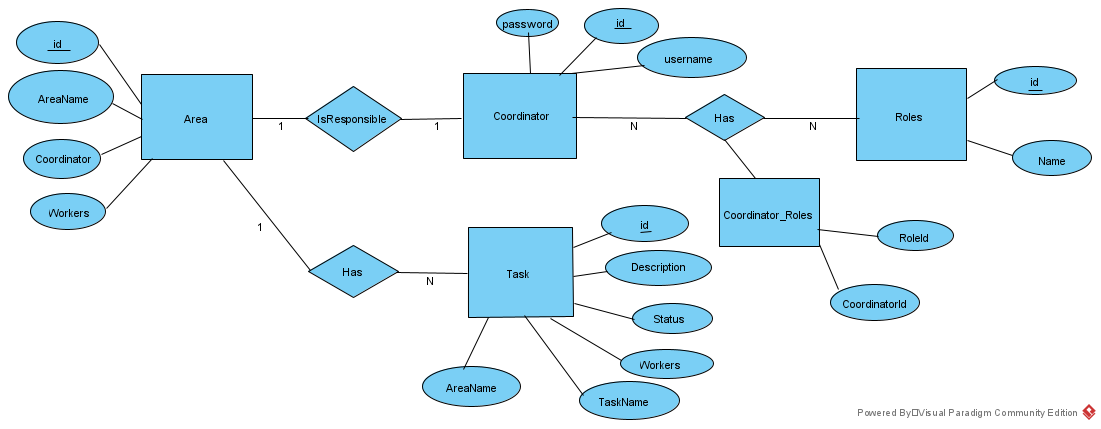 password
id
id
username
AreaName
id
Area
IsResponsible
Coordinator
Has
Roles
1
1
N
N
Coordinator
Name
Workers
Coordinator_Roles
1
id
RoleId
Description
Has
Task
N
CoordinatorId
Status
Workers
AreaName
TaskName
Powered By□Visual Paradigm Community Edition